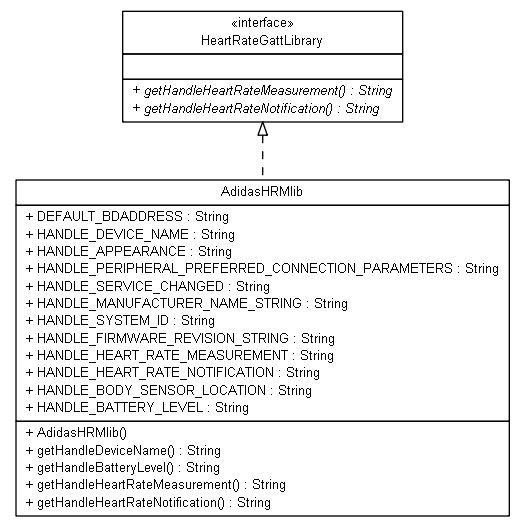 «interface»
HeartRateGattLibrary
+ getHandleHeartRateMeasurement() : String
+ getHandleHeartRateNotification() : String
AdidasHRMlib
+ DEFAULT_BDADDRESS : String
+ HANDLE_DEVICE_NAME : String
+ HANDLE_APPEARANCE : String
+ HANDLE_PERIPHERAL_PREFERRED_CONNECTION_PARAMETERS : String
+ HANDLE_SERVICE_CHANGED : String
+ HANDLE_MANUFACTURER_NAME_STRING : String
+ HANDLE_SYSTEM_ID : String
+ HANDLE_FIRMWARE_REVISION_STRING : String
+ HANDLE_HEART_RATE_MEASUREMENT : String
+ HANDLE_HEART_RATE_NOTIFICATION : String
+ HANDLE_BODY_SENSOR_LOCATION : String
+ HANDLE_BATTERY_LEVEL : String
+ AdidasHRMlib()
+ getHandleDeviceName() : String
+ getHandleBatteryLevel() : String
+ getHandleHeartRateMeasurement() : String
+ getHandleHeartRateNotification() : String